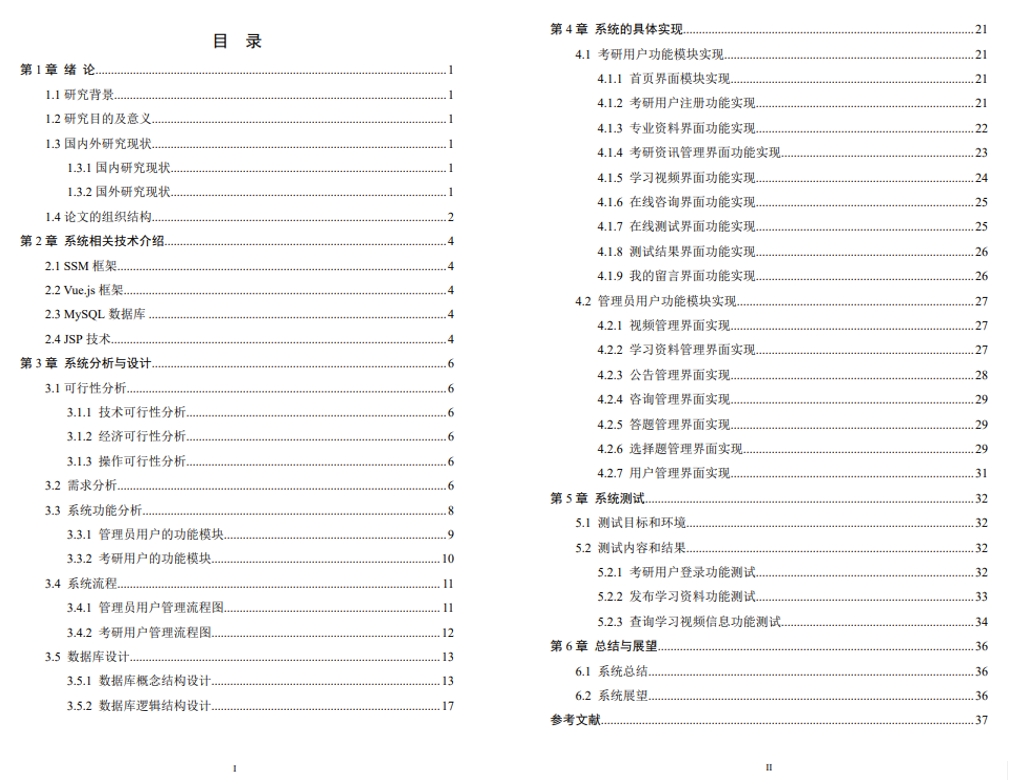 目 录
第 1 章 绪 论 1
1.1 研究背景 1
1.2 研究目的及意义 1
1.3 国内外研究现状 1
1.3.1 国内研究现状 1
1.3.2 国外研究现状 1
1.4 论文的组织结构 2
第 2 章 系统相关技术介绍 4
2.1 SSM 框架 4
2.2 Vue.js 框架 4
2.3 MySQL 数据库 4
2.4 JSP 技术 4
第 3 章 系统分析与设计 6
3.1 可行性分析 6
3.1.1 技术可行性分析 6
3.1.2 经济可行性分析 6
3.1.3 操作可行性分析 6
3.2 需求分析 6
3.3 系统功能分析 8
3.3.1 管理员用户的功能模块 9
3.3.2 考研用户的功能模块 10
3.4 系统流程 11
3.4.1 管理员用户管理流程图 11
3.4.2 考研用户管理流程图 12
3.5 数据库设计 13
3.5.1 数据库概念结构设计 13
3.5.2 数据库逻辑结构设计 17
I
第 4 章 系统的具体实现 21
4.1 考研用户功能模块实现 21
4.1.1 首页界面模块实现 21
4.1.2 考研用户注册功能实现 21
4.1.3 专业资料界面功能实现 22
4.1.4 考研资讯管理界面功能实现 23
4.1.5 学习视频界面功能实现 24
4.1.6 在线咨询界面功能实现 25
4.1.7 在线测试界面功能实现 25
4.1.8 测试结果界面功能实现 26
4.1.9 我的留言界面功能实现 26
4.2 管理员用户功能模块实现 27
4.2.1 视频管理界面实现 27
4.2.2 学习资料管理界面实现 27
4.2.3 公告管理界面实现 28
4.2.4 咨询管理界面实现 29
4.2.5 答题管理界面实现 29
4.2.6 选择题管理界面实现 29
4.2.7 用户管理界面实现 31
第 5 章 系统测试 32
5.1 测试目标和环境 32
5.2 测试内容和结果 32
5.2.1 考研用户登录功能测试 32
5.2.2 发布学习资料功能测试 33
5.2.3 查询学习视频信息功能测试 34
第 6 章 总结与展望 36
6.1 系统总结 36
6.2 系统展望 36
参考文献 37
II